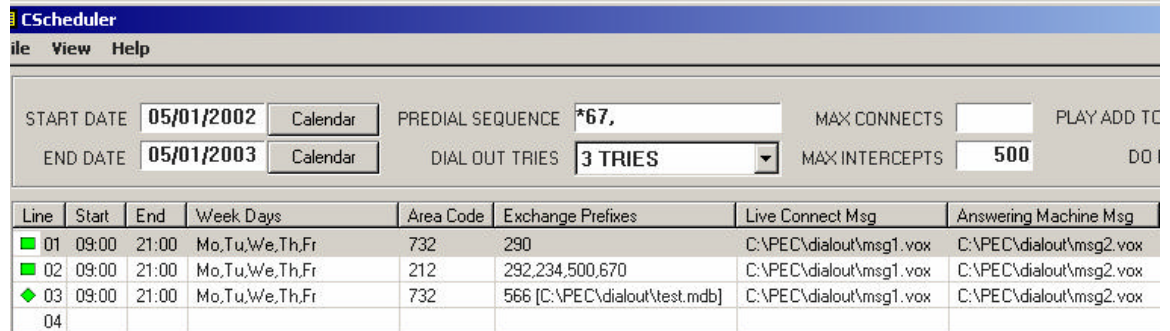 CScheduler
ile View Help
START DATE 05/01/2002 Calendar PREDIAL SEQUENCE *67, MAX CONNECTS PLAY ADD TO
END DATE 05/01/2003 Calendar DIAL OUT TRIES 3 TRIES MAX INTERCEPTS 500 DO
Line Start End Week Days Area Code Exchange Prefixes Live Connect Msg Answering Machine Msg
01 09:00 21:00 Mo,Tu,We,Th,Fr 732 290 C:\PEC\dialout\msg1.vox C:\PEC\dialout\msg2.vox
02 09:00 21:00 Mo,Tu,We,Th,Fr 212 292,234,500,670 C:\PEC\dialout\msg1.vox C:\PEC\dialout\msg2.vox
03 09:00 21:00 Mo,Tu,We,Th,Fr 732 566 [C:\PEC\dialout\test.mdb] C:\PEC\dialout\msg1.vox C:\PEC\dialout\msg2.vox
04